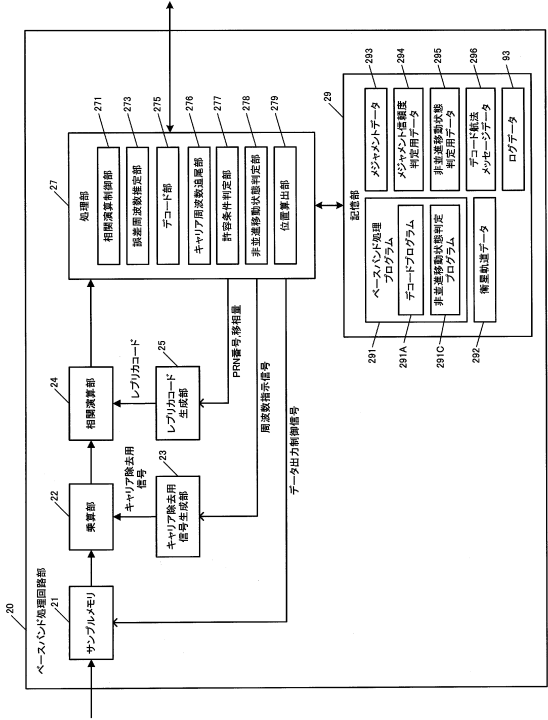 20
ベースバンド処理回路部
21
サンプルメモリ
22
乗算部
キャリア除去用
信号
23
キャリア除去用
信号生成部
24
相関演算部
レプリカコード
25
レプリカコード
生成部
PRN番号、移相量
周波数指示信号
データ出力制御信号
27
処理部
271
相関演算制御部
273
誤差周波数推定部
275
デコード部
276
キャリア周波数追尾部
277
許容条件判定部
278
非並進移動状態判定部
279
位置算出部
29
記憶部
291
ベースバンド処理
プログラム
291A
デコードプログラム
291C
非並進移動状態判定
プログラム
292
衛星軌道データ
293
メジャメントデータ
294
メジャメント信頼度
判定用データ
295
非並進移動状態
判定用データ
296
デコード航法
メッセージデータ
93
ログデータ